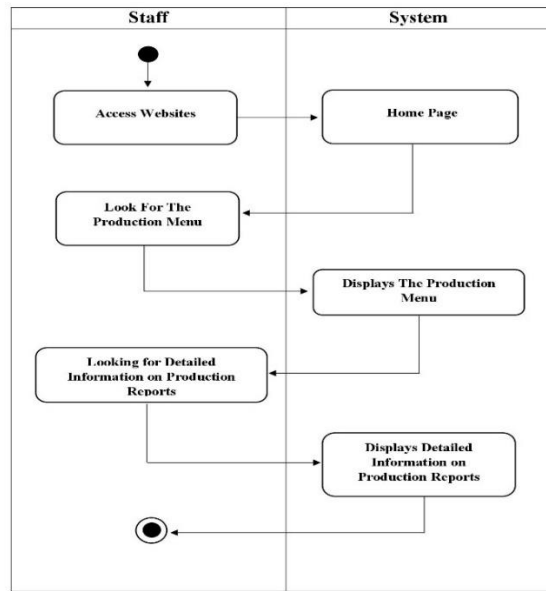 Staff
System
Access Websites
Home Page
Look For The
Production Menu
Displays The Production
Menu
Looking for Detailed
Information on Production
Reports
Displays Detailed
Information on
Production Reports